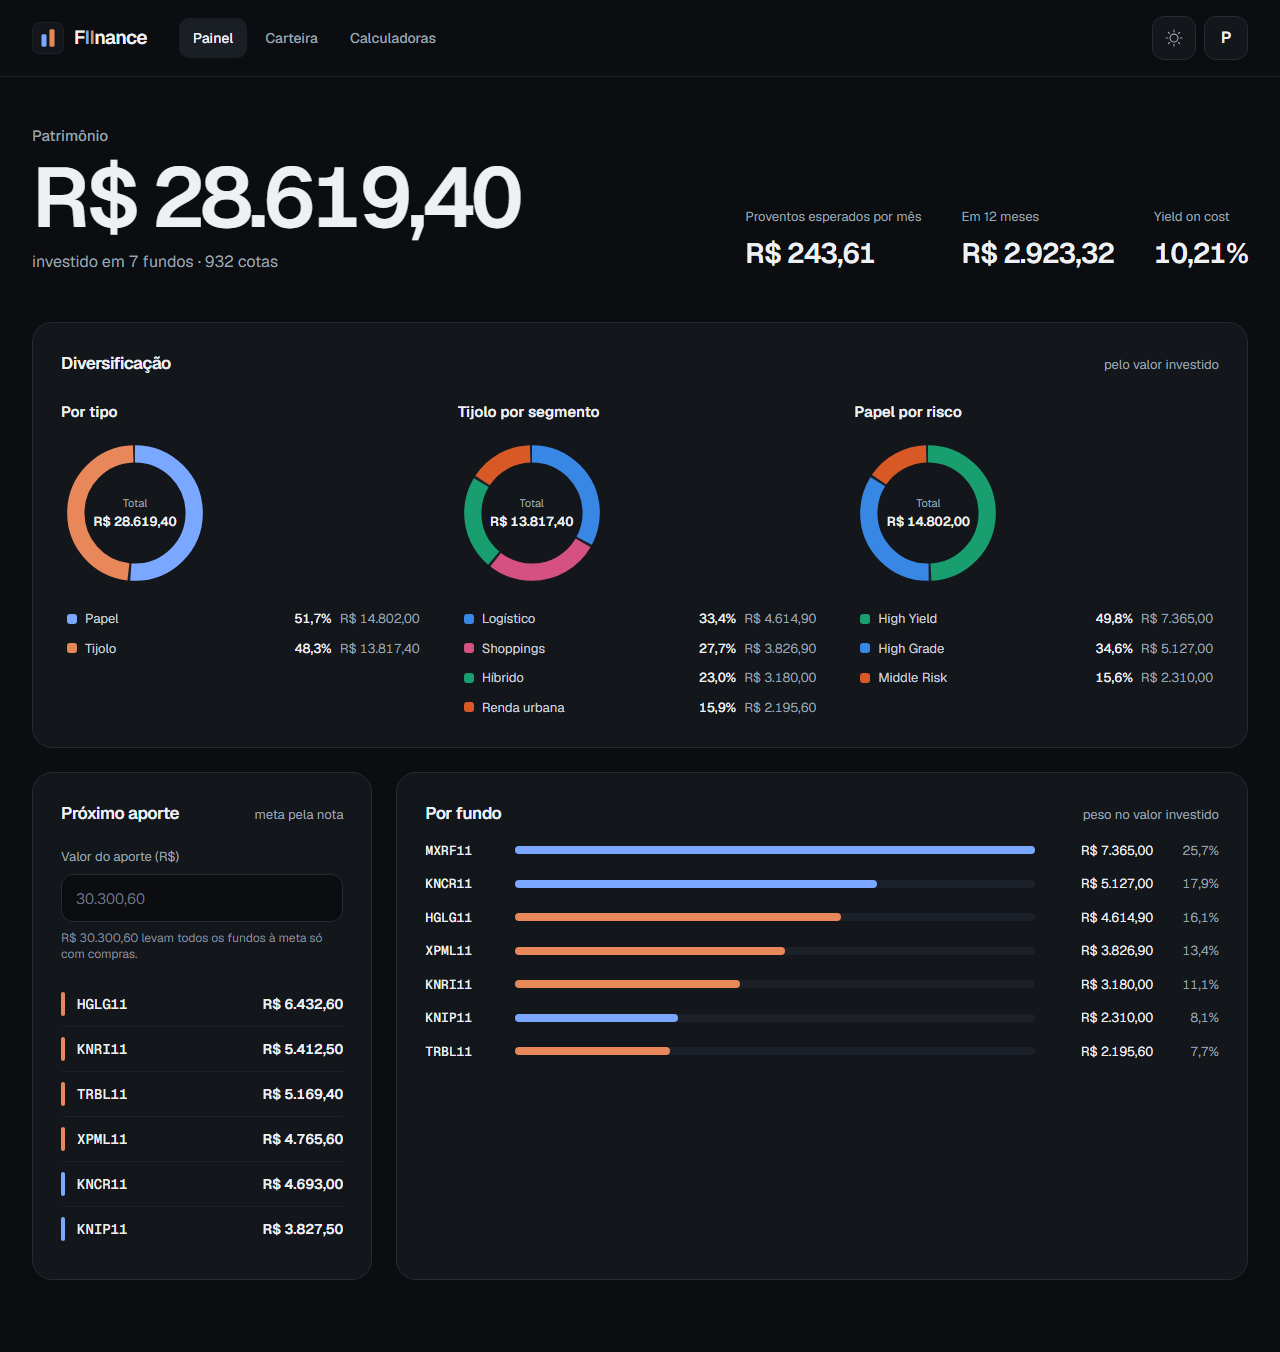 FIInance
Painel
Carteira
Calculadoras
P
Patrimônio
R$ 28.619,40
investido em 7 fundos · 932 cotas
Proventos esperados por mês
R$ 243,61
Em 12 meses
R$ 2.923,32
Yield on cost
10,21%
Diversificação
pelo valor investido
Por tipo
Total
R$ 28.619,40
Papel 51,7% R$ 14.802,00
Tijolo 48,3% R$ 13.817,40
Tijolo por segmento
Total
R$ 13.817,40
Logístico 33,4% R$ 4.614,90
Shoppings 27,7% R$ 3.826,90
Híbrido 23,0% R$ 3.180,00
Renda urbana 15,9% R$ 2.195,60
Papel por risco
Total
R$ 14.802,00
High Yield 49,8% R$ 7.365,00
High Grade 34,6% R$ 5.127,00
Middle Risk 15,6% R$ 2.310,00
Próximo aporte
meta pela nota
Valor do aporte (R$)
30.300,60
R$ 30.300,60 levam todos os fundos à meta só
com compras.
HGLG11 R$ 6.432,60
KNRI11 R$ 5.412,50
TRBL11 R$ 5.169,40
XPML11 R$ 4.765,60
KNCR11 R$ 4.693,00
KNIP11 R$ 3.827,50
Por fundo
peso no valor investido
MXRF11 R$ 7.365,00 25,7%
KNCR11 R$ 5.127,00 17,9%
HGLG11 R$ 4.614,90 16,1%
XPML11 R$ 3.826,90 13,4%
KNRI11 R$ 3.180,00 11,1%
KNIP11 R$ 2.310,00 8,1%
TRBL11 R$ 2.195,60 7,7%